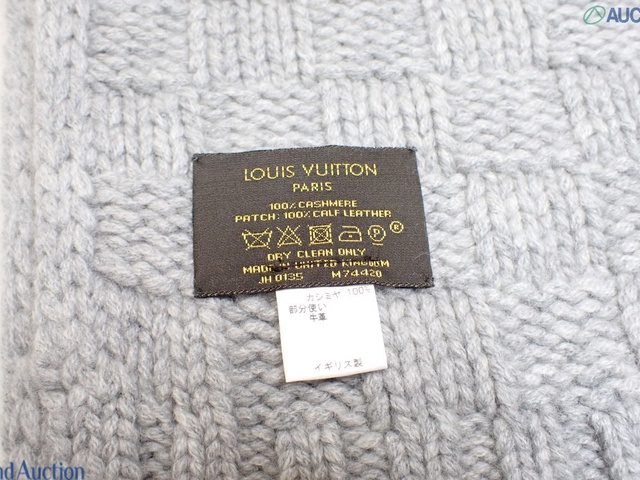 AUC
LOUIS VUITTON
PARIS
100% CASHMERE
PATCH: 100% CALF LEATHER
P
R
DRY CLEAN ONLY
MADE IN UNITED KINGDOM
JH 0135 M74420
カシミヤ 100%
部分使い
牛革
イギリス製
nd Auction